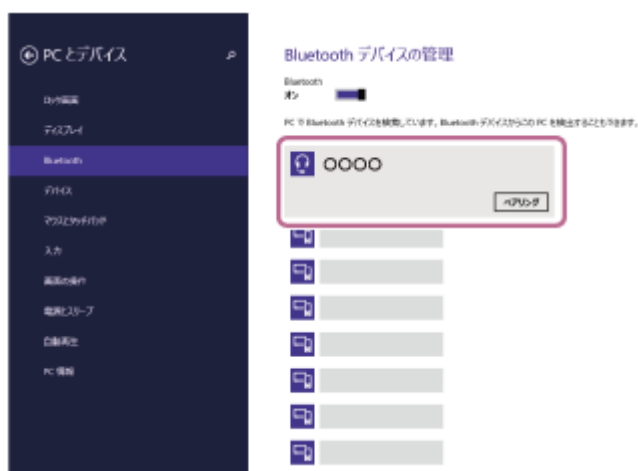 PC とデバイス
ロック画面
ディスプレイ
Bluetooth
デバイス
マウスとタッチパッド
入力
画面の操作
電源とスリープ
自動再生
PC 情報
Bluetooth デバイスの管理
Bluetooth
オン
PC で Bluetooth デバイスを検索しています。Bluetooth デバイスからこの PC を検出することもできます。
○○○○
ペアリング